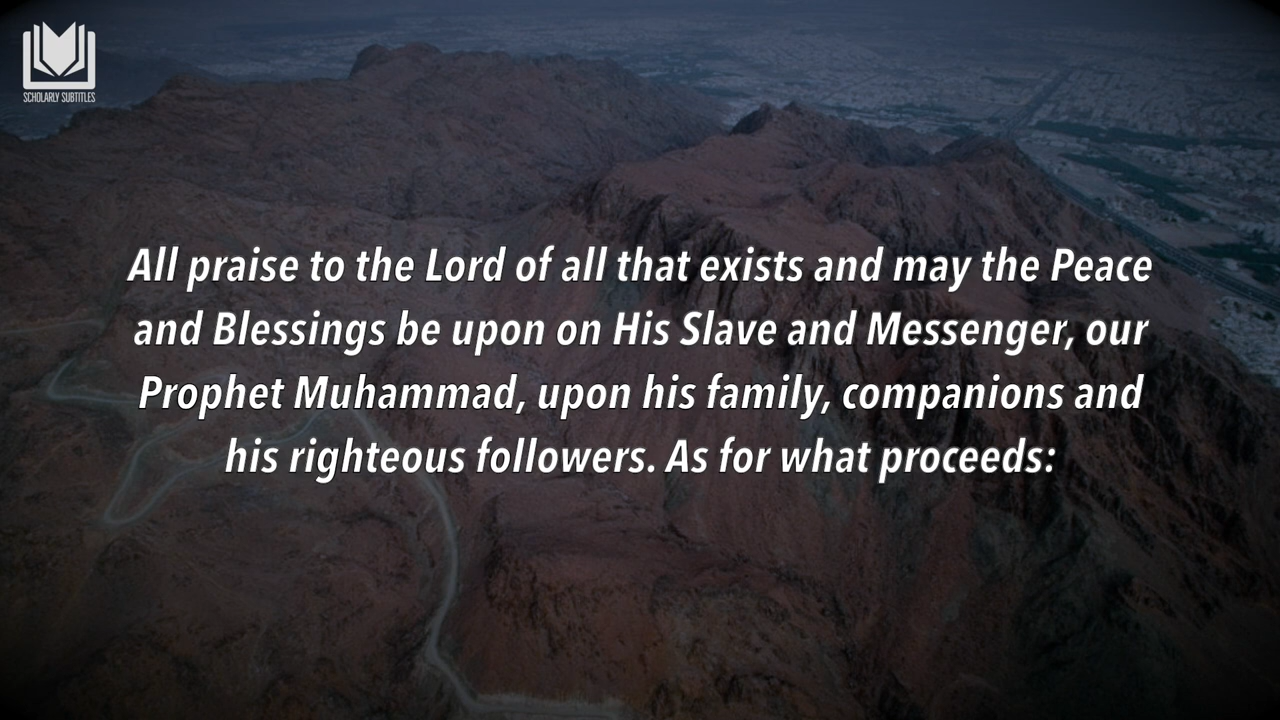 SCHOLARLY SUBTITLES
All praise to the Lord of all that exists and may the Peace
and Blessings be upon on His Slave and Messenger, our
Prophet Muhammad, upon his family, companions and
his righteous followers. As for what proceeds: